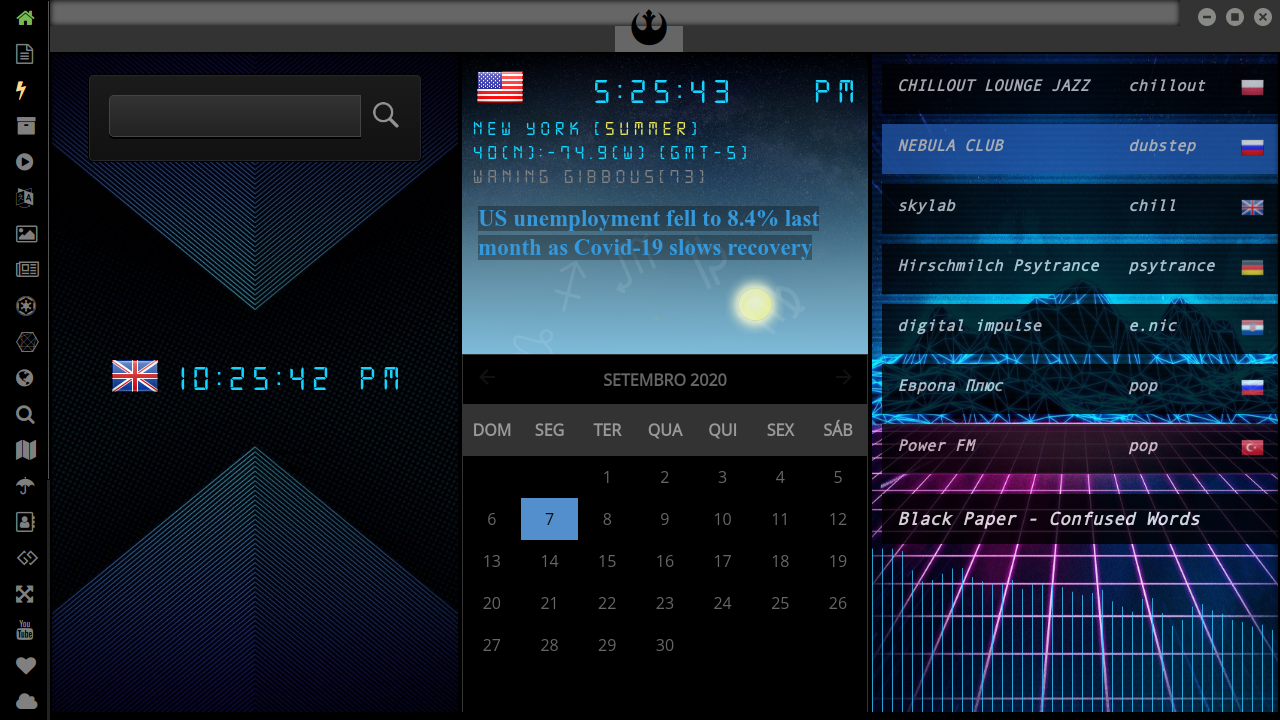 5:25:43 PM
NEW YORK (SUMMER)
40(N):-74.9(W) (GMT-5)
WANING GIBBOUS(73)
US unemployment fell to 8.4% last
month as Covid-19 slows recovery
10:25:42 PM
SETEMBRO 2020
DOM SEG TER QUA QUI SEX SÁB
1 2 3 4 5
6 7 8 9 10 11 12
13 14 15 16 17 18 19
20 21 22 23 24 25 26
27 28 29 30
CHILLOUT LOUNGE JAZZ chillout
NEBULA CLUB dubstep
skylab chill
Hirschmilch Psytrance psytrance
digital impulse e.nic
Европа Плюс pop
Power FM pop
Black Paper - Confused Words
You
Tube